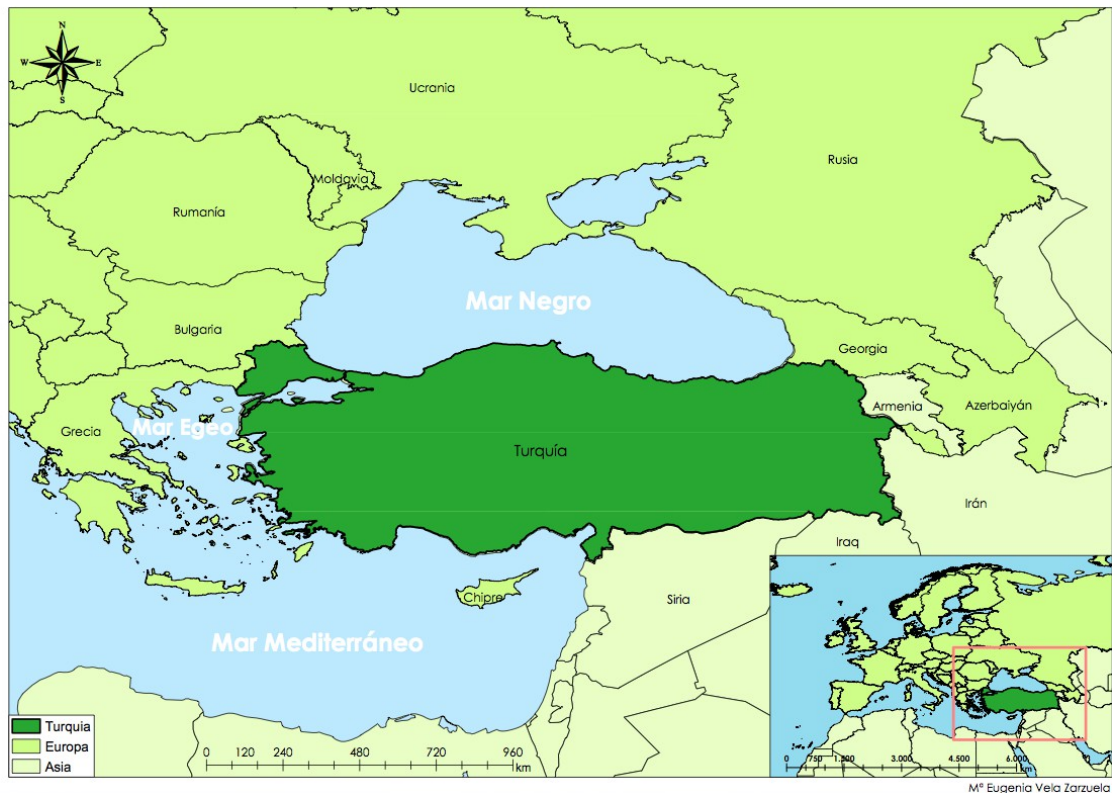 N
W E
S
Ucrania
Rusia
Moldavia
Rumanía
Mar Negro
Bulgaria
Georgia
Armenia
Azerbaiyán
Mar Egeo
Grecia
Turquía
Irán
Iraq
Siria
Chipre
Mar Mediterráneo
Turquia
Europa
Asia
0 120 240 480 720 960
km
0 750 1.500 3.000 4.500 6.000
km
Mª Eugenia Vela Zarzuela